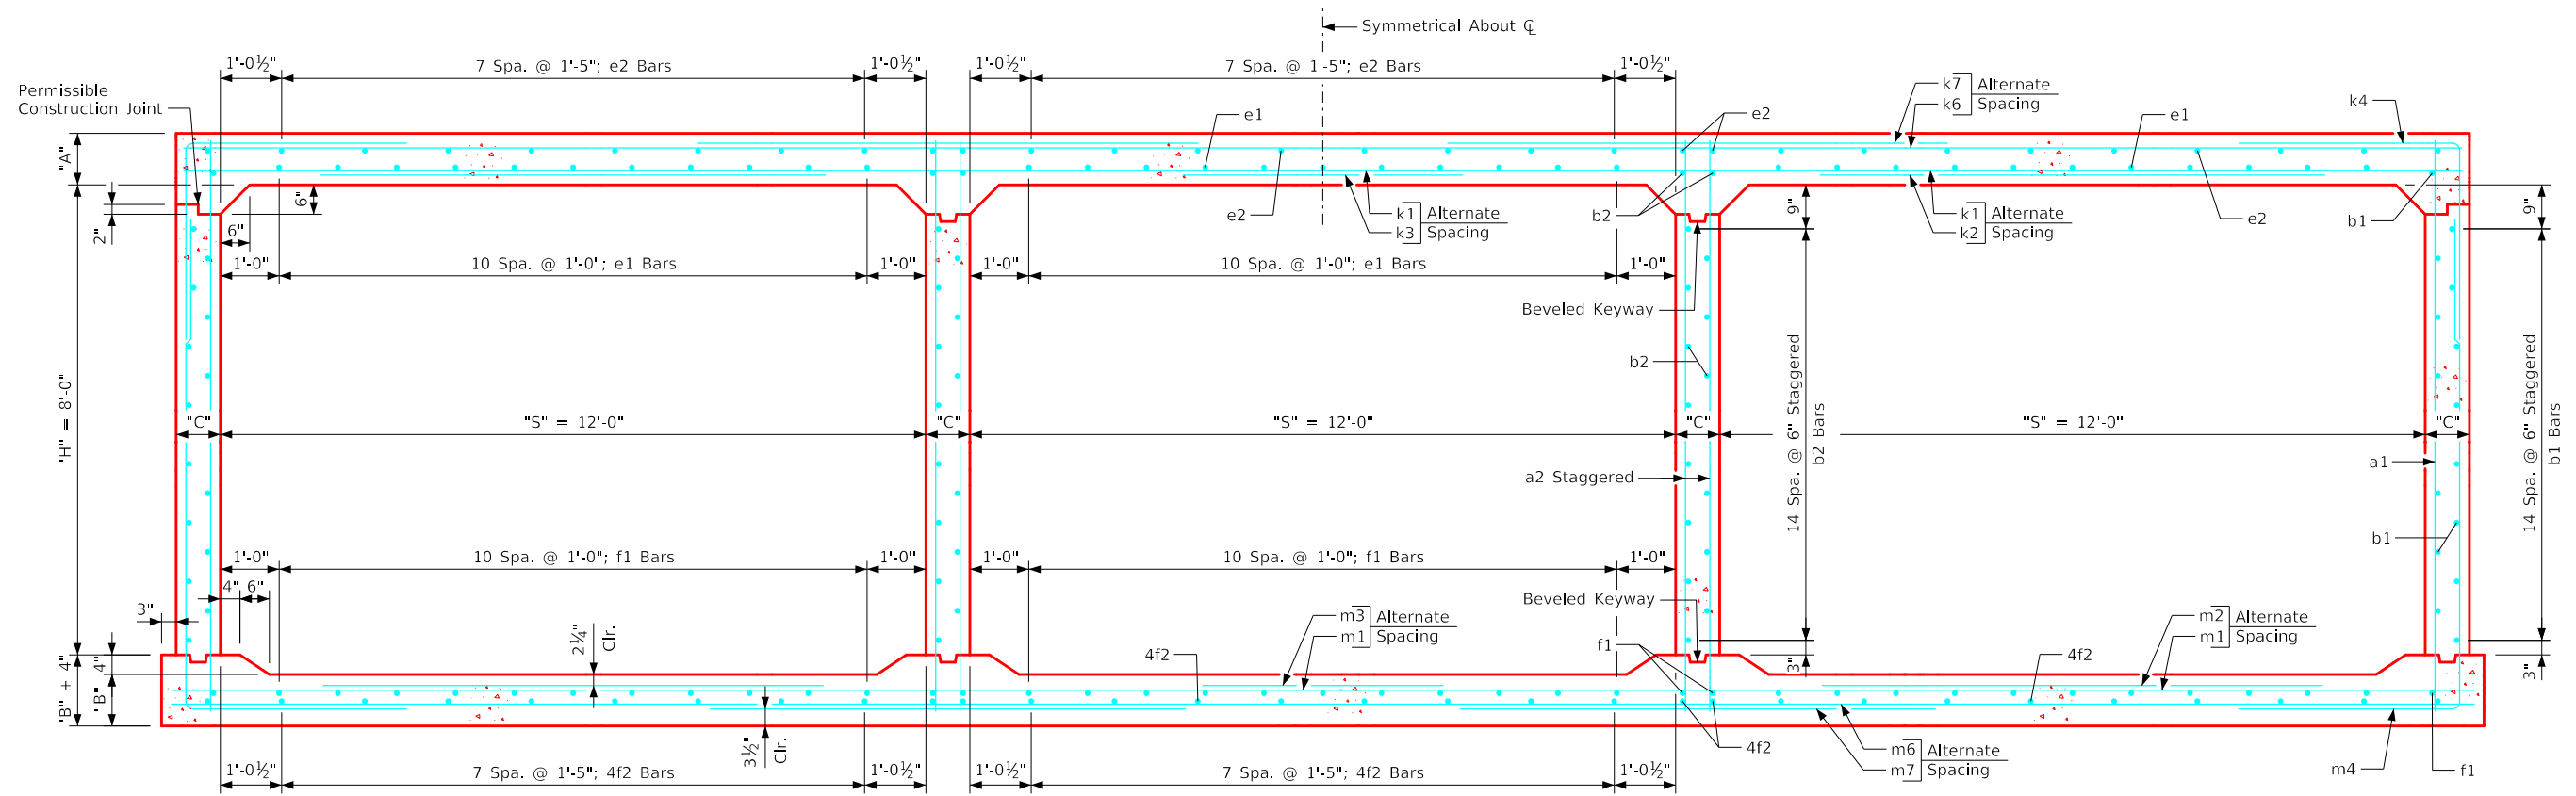 Symmetrical About ℄
1'-0½"
7 Spa. @ 1'-5"; e2 Bars
1'-0½"
1'-0½"
7 Spa. @ 1'-5"; e2 Bars
1'-0½"
Permissible
Construction Joint
k7
k6
Alternate
Spacing
k4
e1
e2
e1
"A"
6"
2"
6"
e2
k1
k3
Alternate
Spacing
b2
9"
k1
k2
Alternate
Spacing
e2
b1
9"
1'-0"
10 Spa. @ 1'-0"; e1 Bars
1'-0"
1'-0"
10 Spa. @ 1'-0"; e1 Bars
1'-0"
Beveled Keyway
b2
"H" = 8'-0"
"C"
"S" = 12'-0"
"C"
"S" = 12'-0"
"C"
"S" = 12'-0"
"C"
14 Spa. @ 6" Staggered
b2 Bars
14 Spa. @ 6" Staggered
b1 Bars
a2 Staggered
a1
b1
1'-0"
10 Spa. @ 1'-0"; f1 Bars
1'-0"
1'-0"
10 Spa. @ 1'-0"; f1 Bars
1'-0"
4"
6"
3"
Beveled Keyway
2¼"
Clr.
m3
m1
Alternate
Spacing
m2
m1
Alternate
Spacing
4f2
f1
4f2
"B" + 4"
4"
"B"
3"
3"
3½"
Clr.
4f2
m6
m7
Alternate
Spacing
m4
f1
1'-0½"
7 Spa. @ 1'-5"; 4f2 Bars
1'-0½"
1'-0½"
7 Spa. @ 1'-5"; 4f2 Bars
1'-0½"